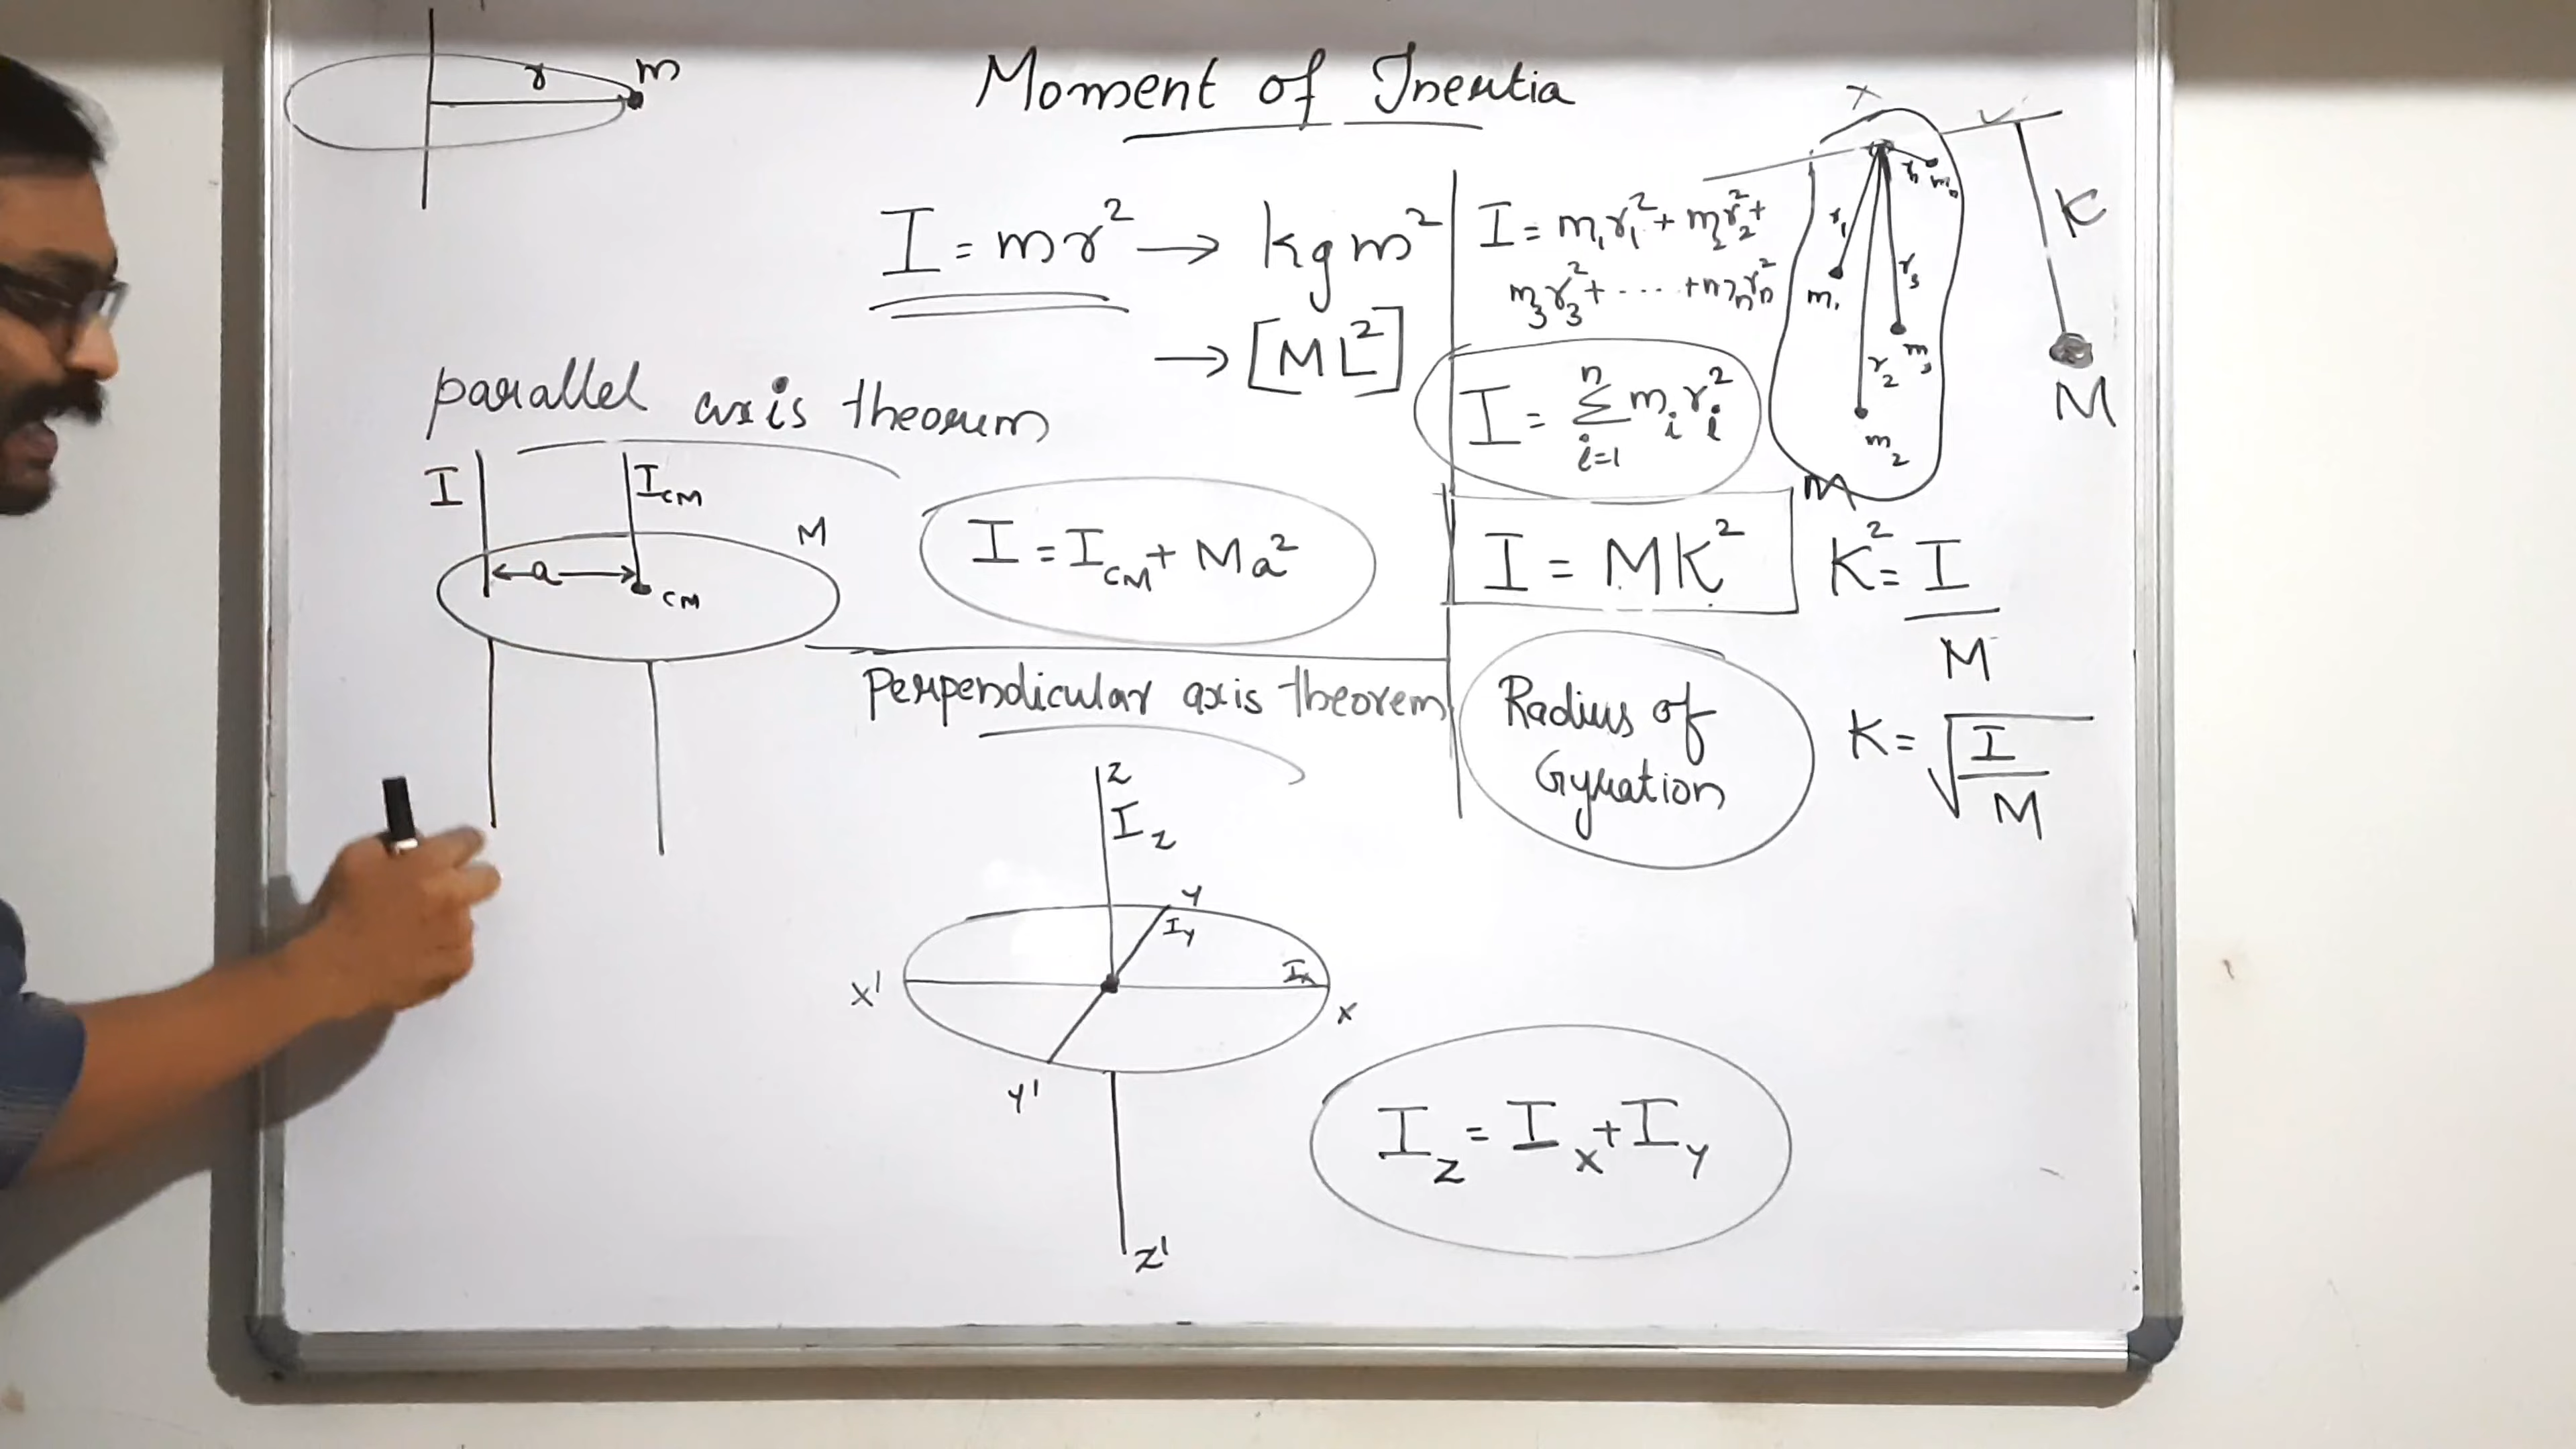 Moment of Inertia
r m
I = mr² → kg m²
→ [ML²]
I = m₁r₁² + m₂r₂² +
m₃r₃² + ···· + mₙrₙ²
I = Σ mᵢrᵢ²
n
i=1
r₁ m₁
r₂ m₂
r₃ m₃
rₙ mₙ
M
K
M
I = MK²
K² = I/M
K = √(I/M)
Radius of
Gyration
parallel axis theorem
I I_CM
M
a
CM
I = I_CM + Ma²
Perpendicular axis theorem
Z
I_Z
Y
I_Y
X' I_X X
Y'
Z'
I_Z = I_X + I_Y